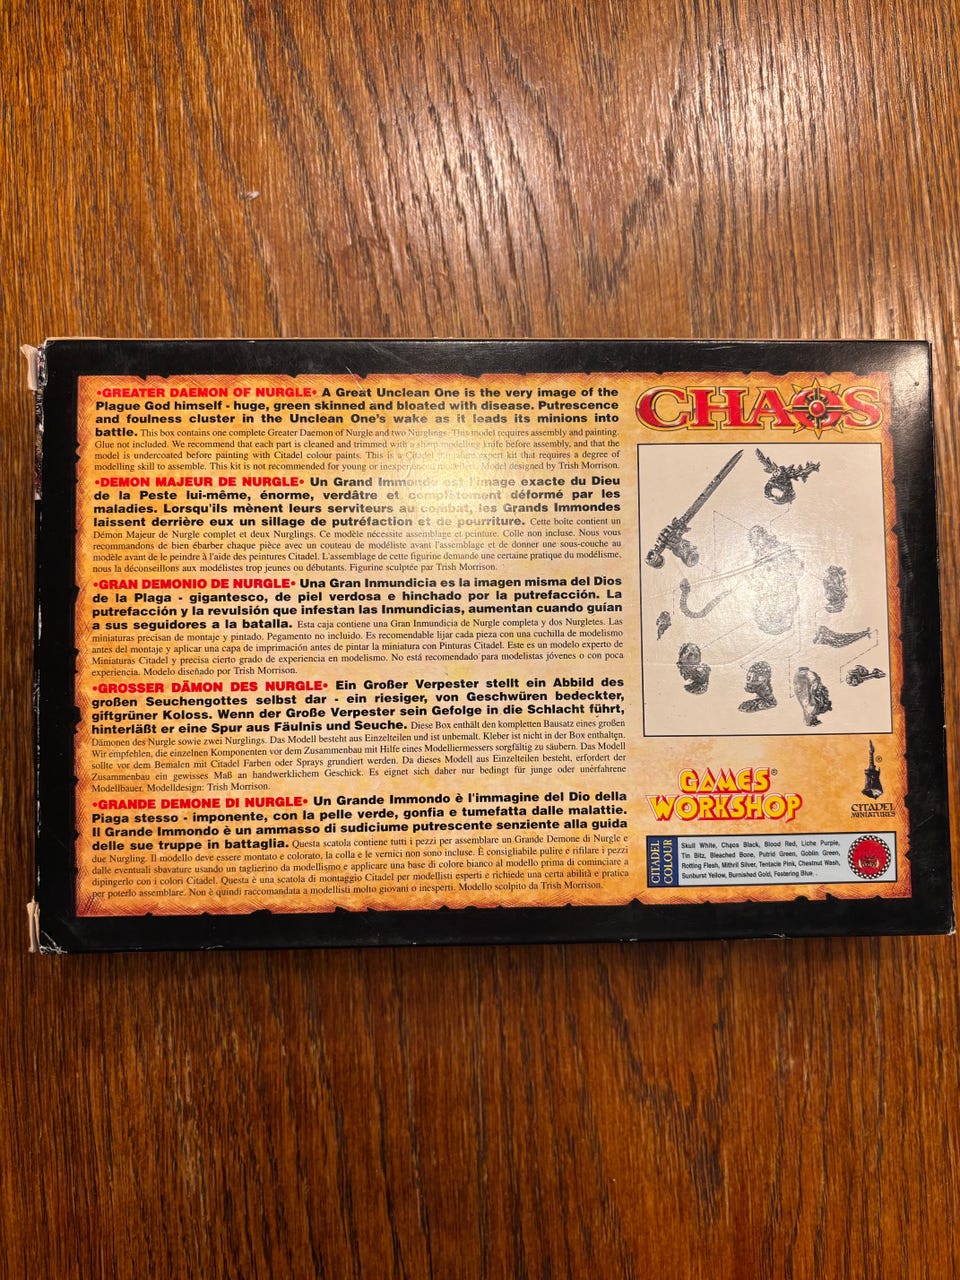 •GREATER DAEMON OF NURGLE• A Great Unclean One is the very image of the
Plague God himself - huge, green skinned and bloated with disease. Putrescence
and foulness cluster in the Unclean One's wake as it leads its minions into
battle. This box contains one complete Greater Daemon of Nurgle and two Nurglings. This model requires assembly and painting.
Glue not included. We recommend that each part is cleaned and trimmed with a sharp modelling knife before assembly, and that the
model is undercoated before painting with Citadel colour paints. This is a Citadel miniature expert kit that requires a degree of
modelling skill to assemble. This kit is not recommended for young or inexperienced modellers. Model designed by Trish Morrison.
•DEMON MAJEUR DE NURGLE• Un Grand Immonde est l'image exacte du Dieu
de la Peste lui-même, énorme, verdâtre et complètement déformé par les
maladies. Lorsqu'ils mènent leurs serviteurs au combat, les Grands Immondes
laissent derrière eux un sillage de putréfaction et de pourriture. Cette boîte contient un
Démon Majeur de Nurgle complet et deux Nurglings. Ce modèle nécessite assemblage et peinture. Colle non incluse. Nous vous
recommandons de bien ébarber chaque pièce avec un couteau de modéliste avant l'assemblage et de donner une sous-couche au
modèle avant de le peindre à l'aide des peintures Citadel. L'assemblage de cette figurine demande une certaine pratique du modélisme,
nous la déconseillons aux modélistes trop jeunes ou débutants. Figurine sculptée par Trish Morrison.
•GRAN DEMONIO DE NURGLE• Una Gran Inmundicia es la imagen misma del Dios
de la Plaga - gigantesco, de piel verdosa e hinchado por la putrefacción. La
putrefacción y la revulsión que infestan las Inmundicias, aumentan cuando guían
a sus seguidores a la batalla. Esta caja contiene una Gran Inmundicia de Nurgle completa y dos Nurgletes. Las
miniaturas precisan de montaje y pintado. Pegamento no incluido. Es recomendable lijar cada pieza con una cuchilla de modelismo
antes del montaje y aplicar una capa de imprimación antes de pintar la miniatura con Pinturas Citadel. Este es un modelo experto de
Miniaturas Citadel y precisa cierto grado de experiencia en modelismo. No está recomendado para modelistas jóvenes o con poca
experiencia. Modelo diseñado por Trish Morrison.
•GROSSER DÄMON DES NURGLE• Ein Großer Verpester stellt ein Abbild des
großen Seuchengottes selbst dar - ein riesiger, von Geschwüren bedeckter,
giftgrüner Koloss. Wenn der Große Verpester sein Gefolge in die Schlacht führt,
hinterläßt er eine Spur aus Fäulnis und Seuche. Diese Box enthält den kompletten Bausatz eines großen
Dämonen des Nurgle sowie zwei Nurglings. Das Modell besteht aus Einzelteilen und ist unbemalt. Kleber ist nicht in der Box enthalten.
Wir empfehlen, die einzelnen Komponenten vor dem Zusammenbau mit Hilfe eines Modelliermessers sorgfältig zu säubern. Das Modell
sollte vor dem Bemalen mit Citadel Farben oder Sprays grundiert werden. Da dieses Modell aus Einzelteilen besteht, erfordert der
Zusammenbau ein gewisses Maß an handwerklichem Geschick. Es eignet sich daher nur bedingt für junge oder unerfahrene
Modellbauer. Modelldesign: Trish Morrison.
•GRANDE DEMONE DI NURGLE• Un Grande Immondo è l'immagine del Dio della
Piaga stesso - imponente, con la pelle verde, gonfia e tumefatta dalle malattie.
Il Grande Immondo è un ammasso di sudiciume putrescente senziente alla guida
delle sue truppe in battaglia. Questa scatola contiene tutti i pezzi per assemblare un Grande Demone di Nurgle e
due Nurgling. Il modello deve essere montato e colorato, la colla e le vernici non sono incluse. È consigliabile pulire e rifilare i pezzi
dalle eventuali sbavature usando un taglierino da modellismo e applicare una base di colore bianco al modello prima di cominciare a
dipingerlo con i colori Citadel. Questa è una scatola di montaggio Citadel per modellisti esperti e richiede una certa abilità e pratica
per poterlo assemblare. Non è quindi raccomandata a modellisti molto giovani o inesperti. Modello scolpito da Trish Morrison.
CHAOS
GAMES®
WORKSHOP
®
CITADEL
MINIATURES
CITADEL
COLOUR
Skull White, Chaos Black, Blood Red, Liche Purple,
Tin Bitz, Bleached Bone, Putrid Green, Goblin Green,
Rotting Flesh, Mithril Silver, Tentacle Pink, Chestnut Wash,
Sunburst Yellow, Burnished Gold, Festering Blue.